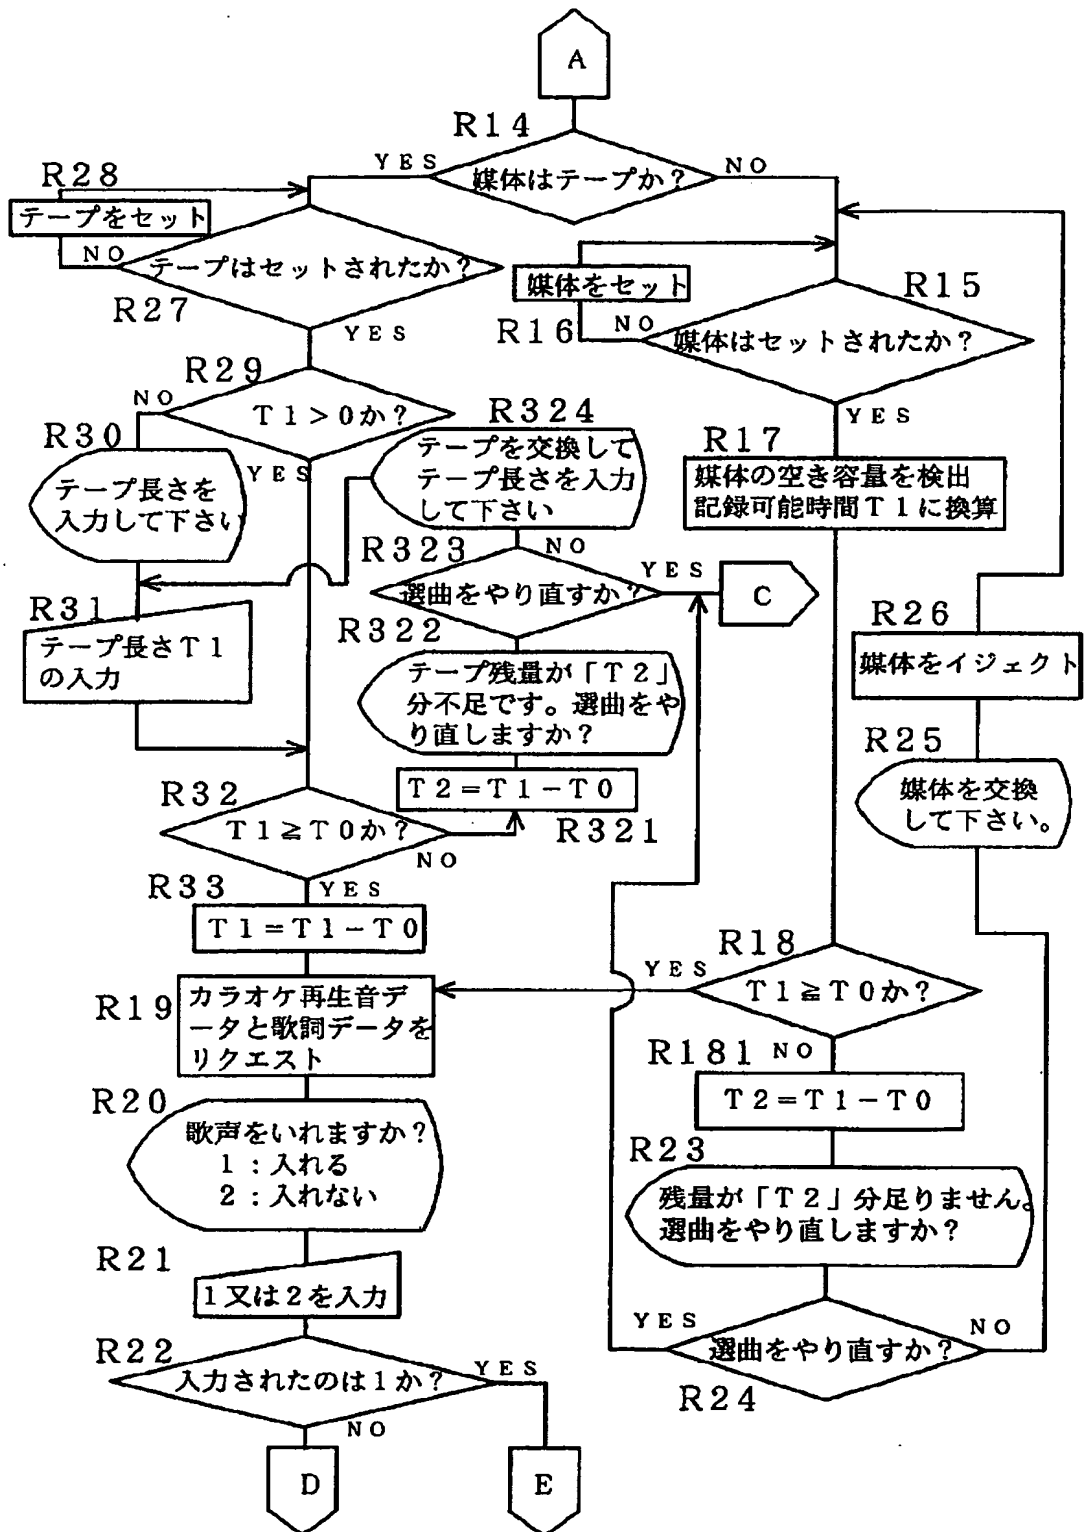 A
R14
YES
媒体はテープか?
NO
R28
テープをセット
NO
テープはセットされたか?
R27
YES
媒体をセット
R16
NO
R15
媒体はセットされたか?
YES
R29
NO
T1>0か?
YES
R30
テープ長さを
入力して下さい
R324
テープを交換して
テープ長さを入力
して下さい
R17
媒体の空き容量を検出
記録可能時間T1に換算
R323
NO
選曲をやり直すか?
YES
C
R31
テープ長さT1
の入力
R322
テープ残量が「T2」
分不足です。選曲をや
り直しますか?
R26
媒体をイジェクト
R25
媒体を交換
して下さい。
R32
T1≧T0か?
NO
YES
T2=T1-T0
R321
R33
T1=T1-T0
R18
YES
T1≧T0か?
NO
R19
カラオケ再生音デ
ータと歌詞データを
リクエスト
R181
T2=T1-T0
R20
歌声をいれますか?
1:入れる
2:入れない
R23
残量が「T2」分足りません。
選曲をやり直しますか?
R21
1又は2を入力
YES
選曲をやり直すか?
NO
R24
R22
入力されたのは1か?
YES
NO
D
E